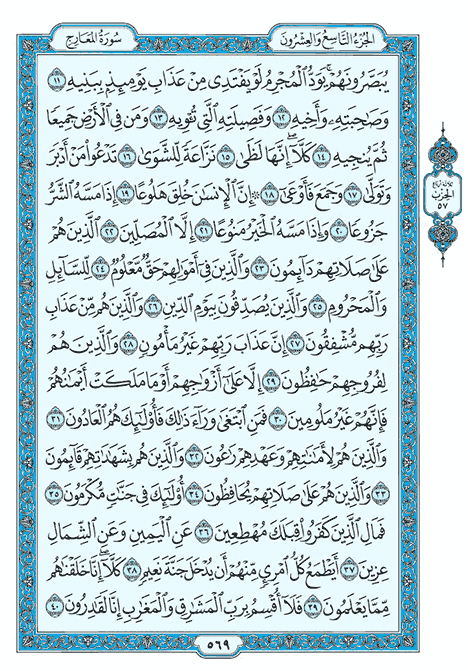 الجزء التاسع والعشرون
سورة المعارج
يُبَصَّرُونَهُمْ ۚ يَوَدُّ ٱلْمُجْرِمُ لَوْ يَفْتَدِى مِنْ عَذَابِ يَوْمِئِذٍۭ بِبَنِيهِ ١١
وَصَٰحِبَتِهِۦ وَأَخِيهِ ١٢ وَفَصِيلَتِهِ ٱلَّتِى تُـْٔوِيهِ ١٣ وَمَن فِى ٱلْأَرْضِ جَمِيعًا
ثُمَّ يُنجِيهِ ١٤ كَلَّآ ۖ إِنَّهَا لَظَىٰ ١٥ نَزَّاعَةً لِّلشَّوَىٰ ١٦ تَدْعُوا۟ مَنْ أَدْبَرَ
وَتَوَلَّىٰ ١٧ وَجَمَعَ فَأَوْعَىٰٓ ١٨ ۞ إِنَّ ٱلْإِنسَٰنَ خُلِقَ هَلُوعًا ١٩ إِذَا مَسَّهُ ٱلشَّرُّ
جَزُوعًا ٢٠ وَإِذَا مَسَّهُ ٱلْخَيْرُ مَنُوعًا ٢١ إِلَّا ٱلْمُصَلِّينَ ٢٢ ٱلَّذِينَ هُمْ
عَلَىٰ صَلَاتِهِمْ دَآئِمُونَ ٢٣ وَٱلَّذِينَ فِىٓ أَمْوَٰلِهِمْ حَقٌّ مَّعْلُومٌ ٢٤ لِّلسَّآئِلِ
وَٱلْمَحْرُومِ ٢٥ وَٱلَّذِينَ يُصَدِّقُونَ بِيَوْمِ ٱلدِّينِ ٢٦ وَٱلَّذِينَ هُم مِّنْ عَذَابِ
رَبِّهِم مُّشْفِقُونَ ٢٧ إِنَّ عَذَابَ رَبِّهِمْ غَيْرُ مَأْمُونٍ ٢٨ وَٱلَّذِينَ هُمْ
لِفُرُوجِهِمْ حَٰفِظُونَ ٢٩ إِلَّا عَلَىٰٓ أَزْوَٰجِهِمْ أَوْ مَا مَلَكَتْ أَيْمَٰنُهُمْ
فَإِنَّهُمْ غَيْرُ مَلُومِينَ ٣٠ فَمَنِ ٱبْتَغَىٰ وَرَآءَ ذَٰلِكَ فَأُو۟لَٰٓئِكَ هُمُ ٱلْعَادُونَ ٣١
وَٱلَّذِينَ هُمْ لِأَمَٰنَٰتِهِمْ وَعَهْدِهِمْ رَٰعُونَ ٣٢ وَٱلَّذِينَ هُم بِشَهَٰدَٰتِهِمْ قَآئِمُونَ
٣٣ وَٱلَّذِينَ هُمْ عَلَىٰ صَلَاتِهِمْ يُحَافِظُونَ ٣٤ أُو۟لَٰٓئِكَ فِى جَنَّٰتٍ مُّكْرَمُونَ ٣٥
فَمَالِ ٱلَّذِينَ كَفَرُوا۟ قِبَلَكَ مُهْطِعِينَ ٣٦ عَنِ ٱلْيَمِينِ وَعَنِ ٱلشِّمَالِ
عِزِينَ ٣٧ أَيَطْمَعُ كُلُّ ٱمْرِئٍ مِّنْهُمْ أَن يُدْخَلَ جَنَّةَ نَعِيمٍ ٣٨ كَلَّآ ۖ إِنَّا خَلَقْنَٰهُم
مِّمَّا يَعْلَمُونَ ٣٩ فَلَآ أُقْسِمُ بِرَبِّ ٱلْمَشَٰرِقِ وَٱلْمَغَٰرِبِ إِنَّا لَقَٰدِرُونَ ٤٠
ثلاثة أرباع
الحزب
٥٧
٥٦٩